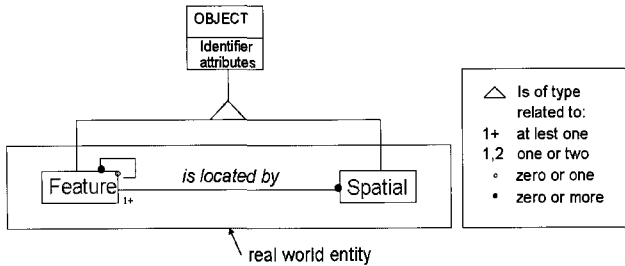 OBJECT
Identifier
attributes
Feature
1+
is located by
Spatial
real world entity
Is of type
related to:
1+ at lest one
1,2 one or two
zero or one
zero or more